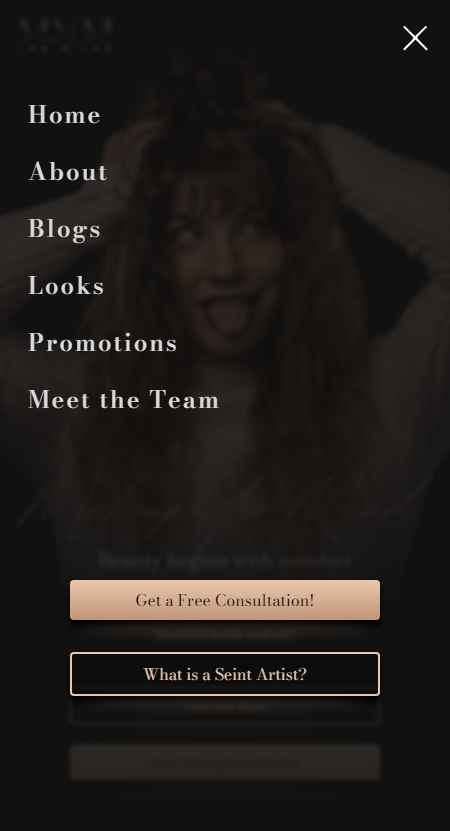 Home
About
Blogs
Looks
Promotions
Meet the Team
Beauty begins with mindset
Get a Free Consultation!
What is a Seint Artist?